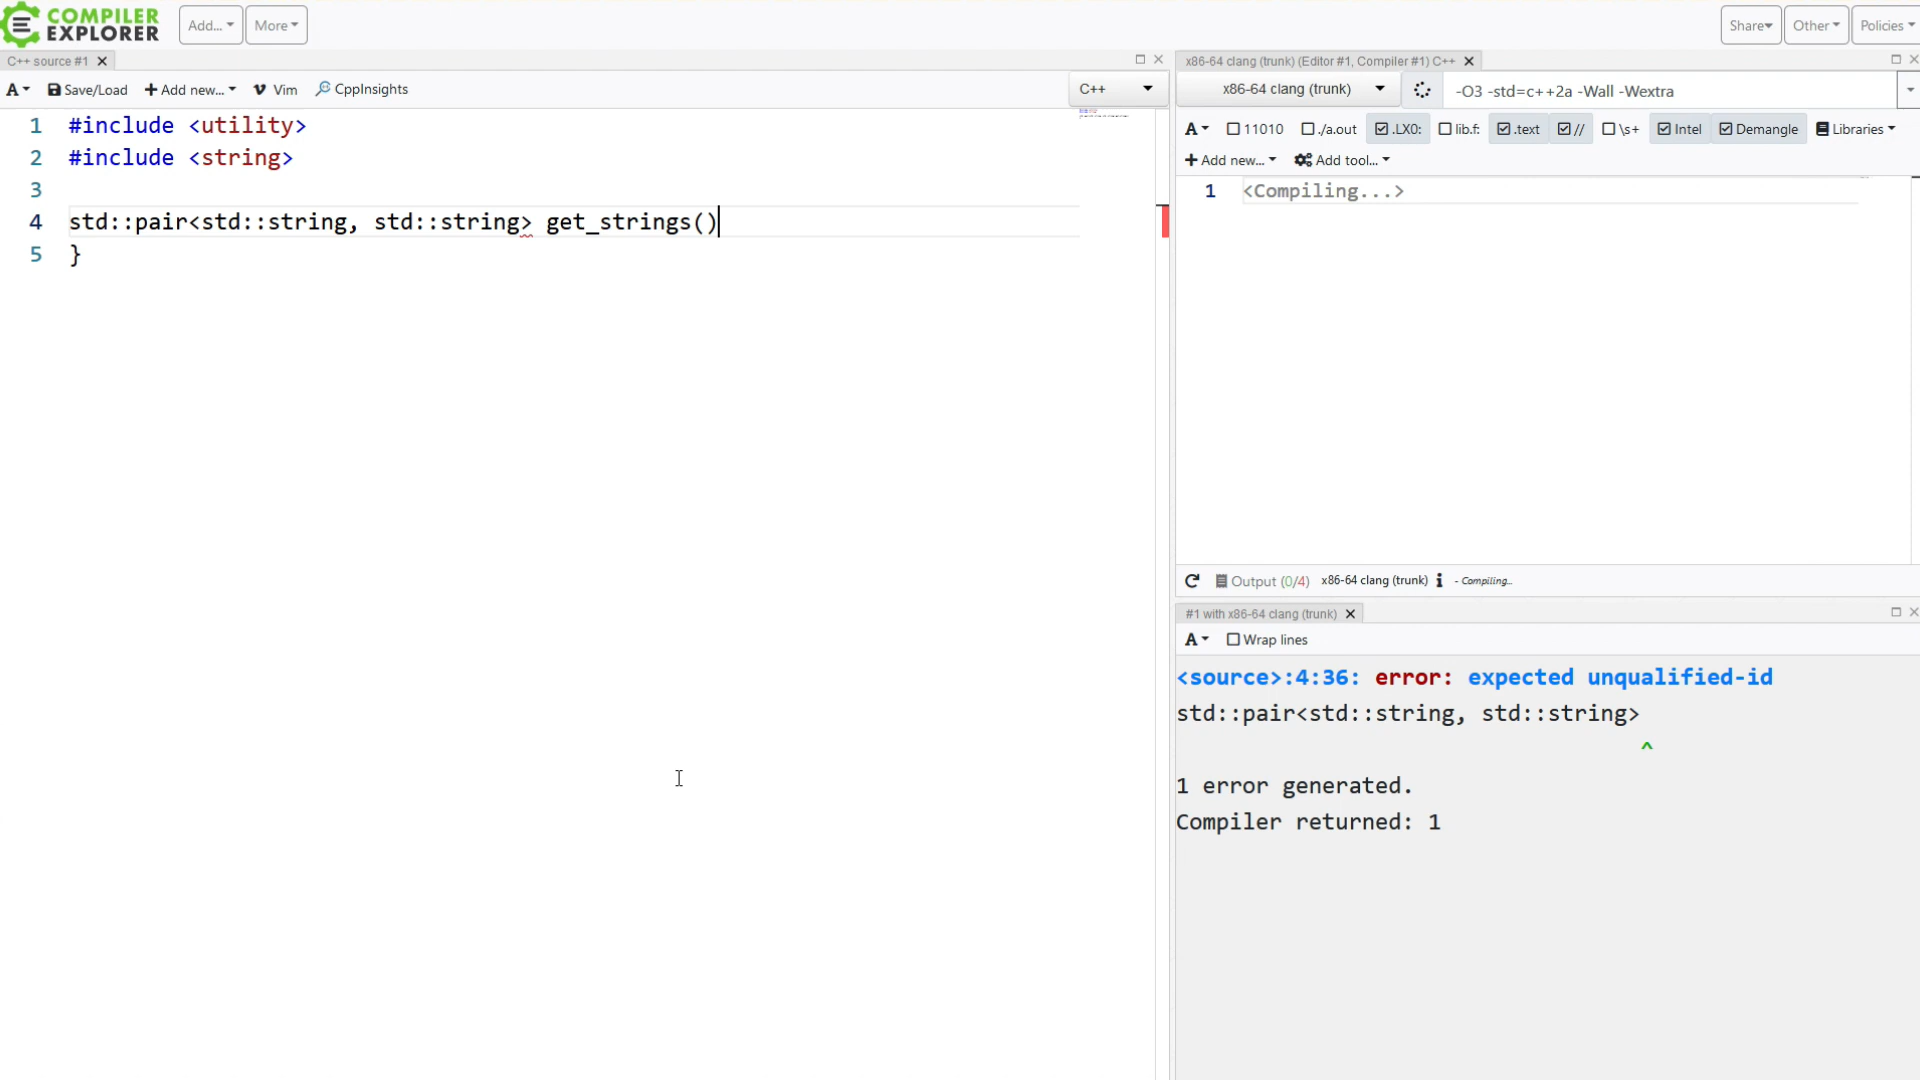 COMPILER
EXPLORER
Add...
More
Share
Other
Policies
C++ source #1
A
Save/Load
Add new...
Vim
CppInsights
C++
1 #include <utility>
2 #include <string>
3
4 std::pair<std::string, std::string> get_strings()
5 }
x86-64 clang (trunk) (Editor #1, Compiler #1) C++
x86-64 clang (trunk)
-O3 -std=c++2a -Wall -Wextra
A
11010
./a.out
.LX0:
lib.f:
.text
//
\s+
Intel
Demangle
Libraries
Add new...
Add tool...
1 <Compiling...>
Output (0/4)
x86-64 clang (trunk)
- Compiling...
#1 with x86-64 clang (trunk)
A
Wrap lines
<source>:4:36: error: expected unqualified-id
std::pair<std::string, std::string>
^
1 error generated.
Compiler returned: 1